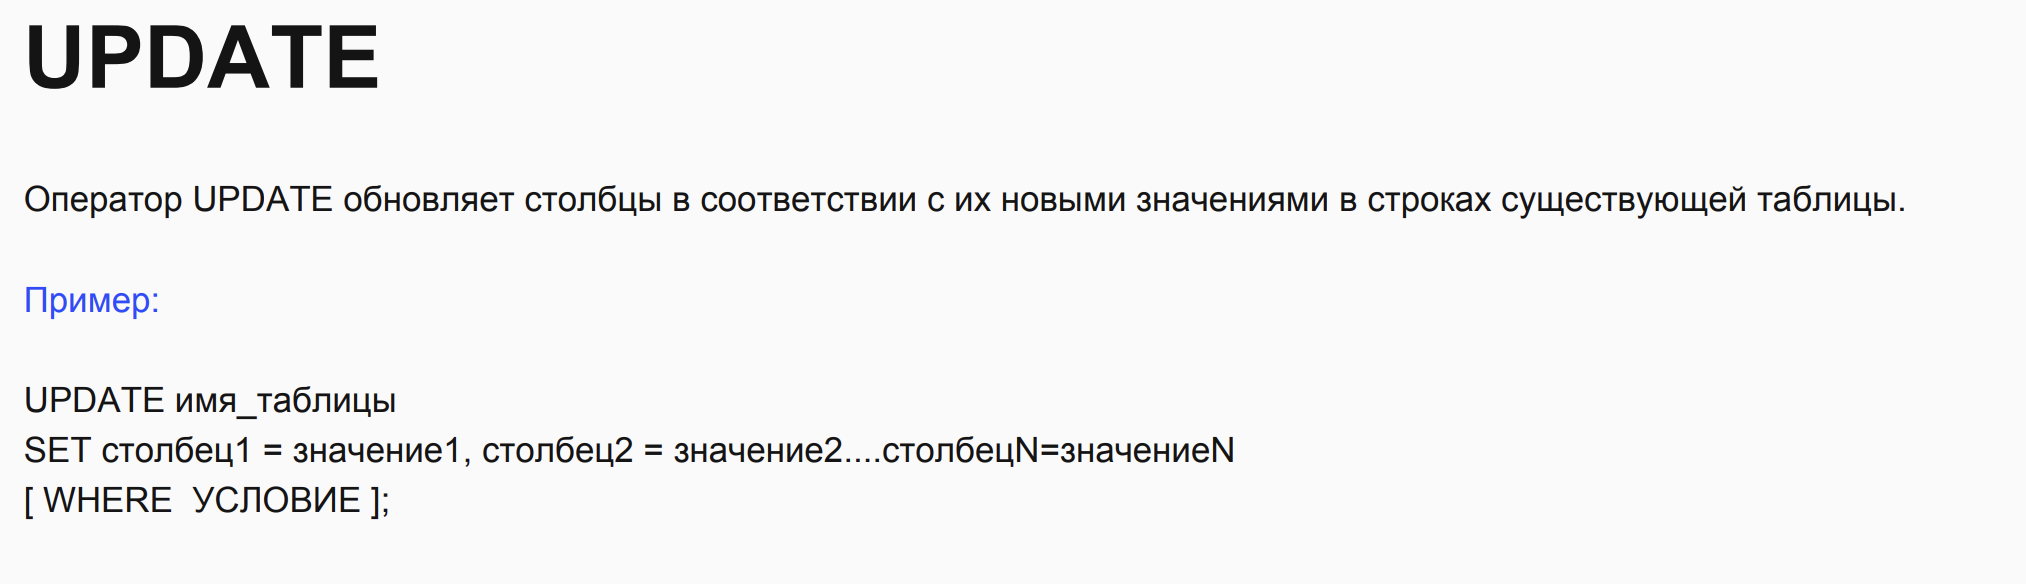 UPDATE
Оператор UPDATE обновляет столбцы в соответствии с их новыми значениями в строках существующей таблицы.
Пример:
UPDATE имя_таблицы
SET столбец1 = значение1, столбец2 = значение2....столбецN=значениеN
[ WHERE  УСЛОВИЕ ];